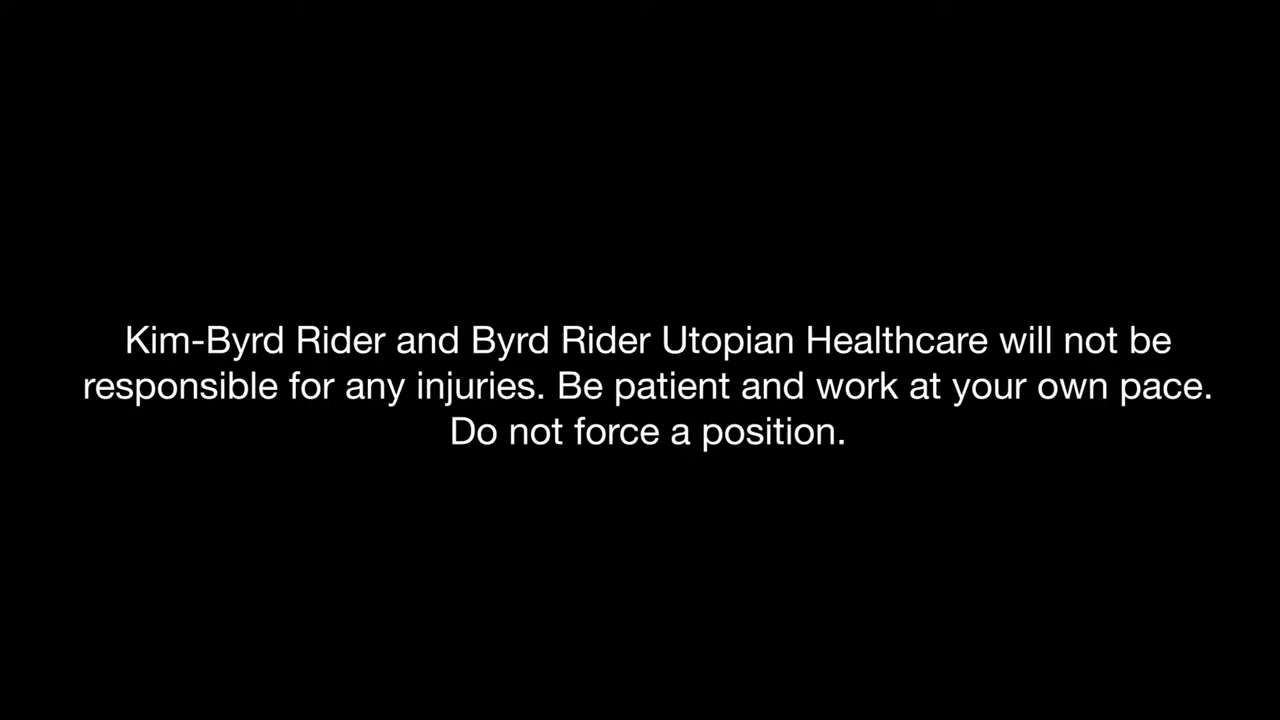 Kim-Byrd Rider and Byrd Rider Utopian Healthcare will not be
responsible for any injuries. Be patient and work at your own pace.
Do not force a position.